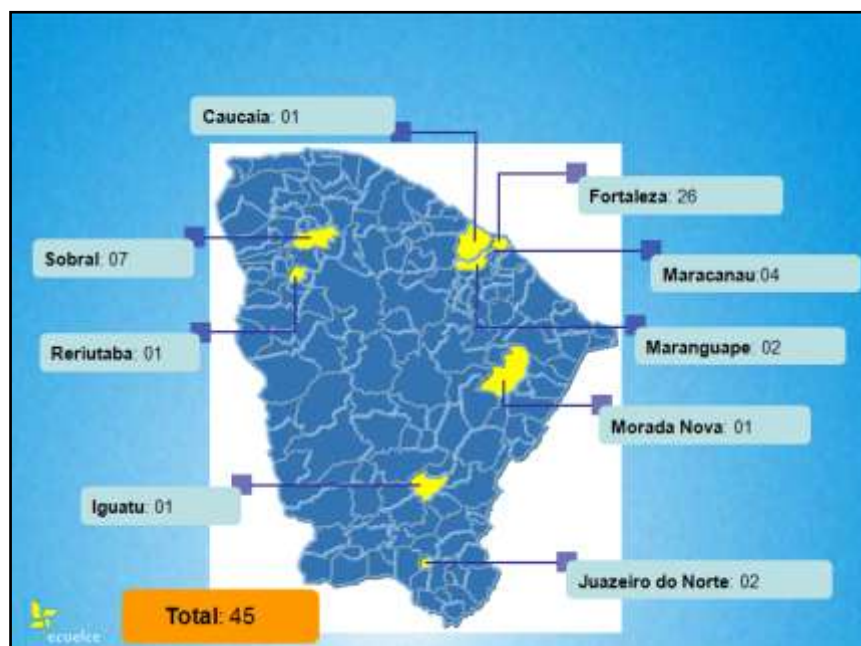 Caucaia: 01
Fortaleza: 26
Sobral: 07
Maracanau:04
Maranguape: 02
Reriutaba: 01
Morada Nova: 01
Iguatu: 01
Juazeiro do Norte: 02
Total: 45
ecoelce